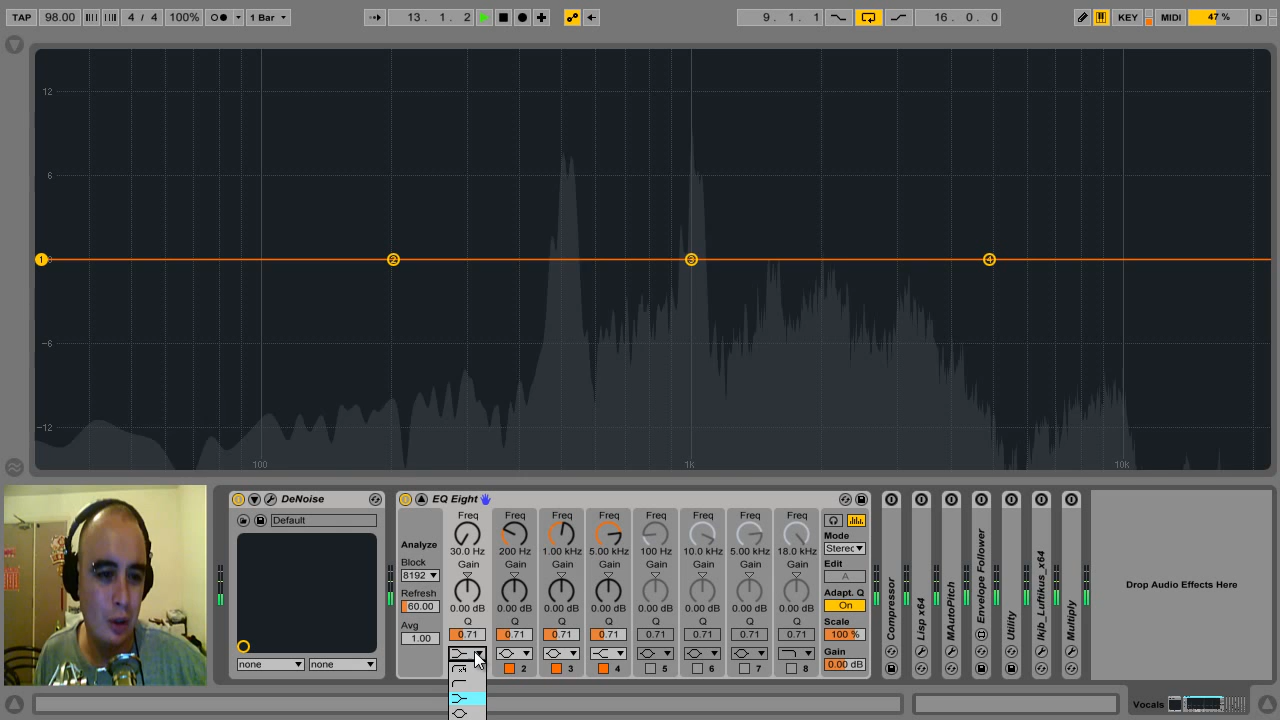 TAP 98.00 4 / 4 100% 1 Bar 13 . 1 . 2 9 . 1 . 1 16 . 0 . 0 KEY MIDI 47 % D
12
6
1 2 3 4
-6
-12
100 1k 10k
DeNoise
Default
none none
EQ Eight
Analyze
Block
8192
Refresh
60.00
Avg
1.00
Freq Freq Freq Freq Freq Freq Freq Freq
30.0 Hz 200 Hz 1.00 kHz 5.00 kHz 100 Hz 10.0 kHz 5.00 kHz 18.0 kHz
Gain Gain Gain Gain Gain Gain Gain Gain
0.00 dB 0.00 dB 0.00 dB 0.00 dB 0.00 dB 0.00 dB 0.00 dB 0.00 dB
Q Q Q Q Q Q Q Q
0.71 0.71 0.71 0.71 0.71 0.71 0.71 0.71
2 3 4 5 6 7 8
Mode
Stereo
Edit
A
Adapt. Q
On
Scale
100 %
Gain
0.00 dB
Compressor
Lisp x64
MAutoPitch
Envelope Follower
Utility
lkjb_Luftikus_x64
Multiply
Drop Audio Effects Here
Vocals